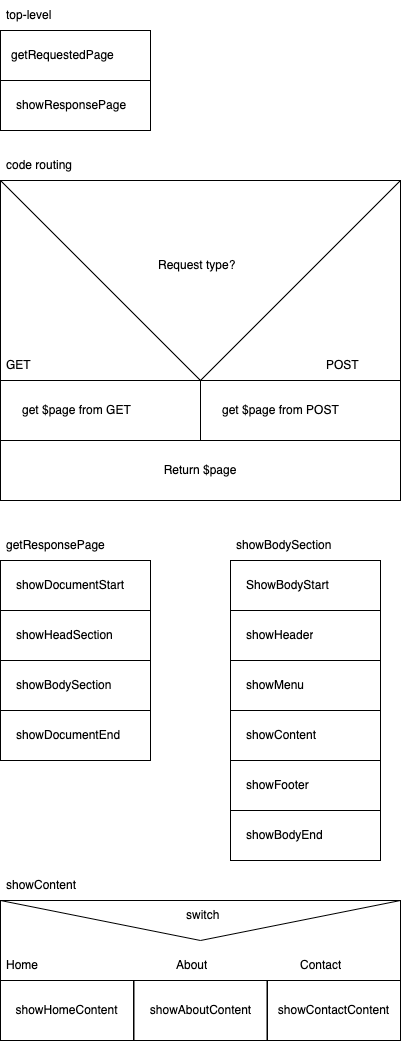 top-level
getRequestedPage
showResponsePage
code routing
Request type?
GET
POST
get $page from GET
get $page from POST
Return $page
getResponsePage
showDocumentStart
showHeadSection
showBodySection
showDocumentEnd
showBodySection
ShowBodyStart
showHeader
showMenu
showContent
showFooter
showBodyEnd
showContent
switch
Home
About
Contact
showHomeContent
showAboutContent
showContactContent